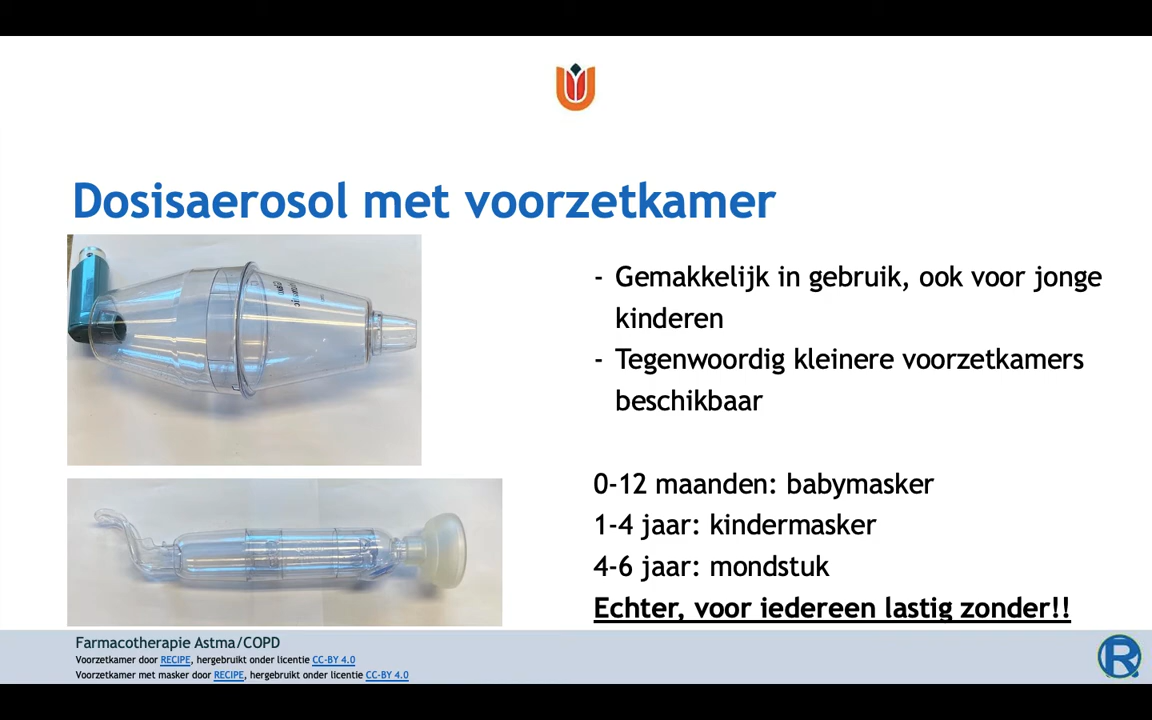 Dosisaerosol met voorzetkamer
- Gemakkelijk in gebruik, ook voor jonge
kinderen
- Tegenwoordig kleinere voorzetkamers
beschikbaar
0-12 maanden: babymasker
1-4 jaar: kindermasker
4-6 jaar: mondstuk
Echter, voor iedereen lastig zonder!!
Farmacotherapie Astma/COPD
Voorzetkamer door RECIPE, hergebruikt onder licentie CC-BY 4.0
Voorzetkamer met masker door RECIPE, hergebruikt onder licentie CC-BY 4.0
R